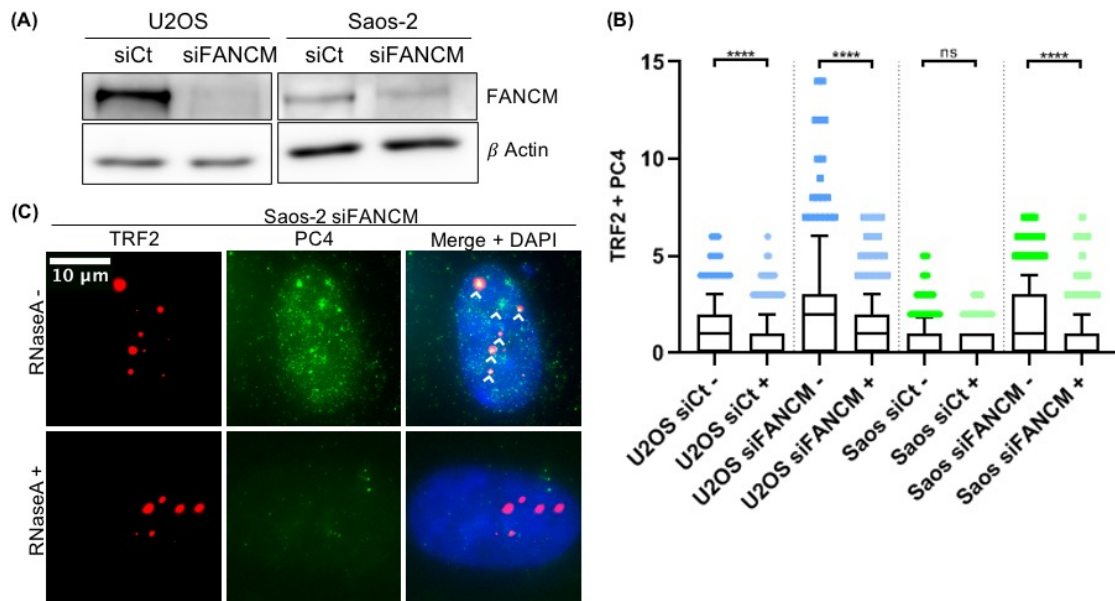 (A)
U2OS
Saos-2
siCt
siFANCM
siCt
siFANCM
FANCM
β Actin
(B)
TRF2 + PC4
15
10
5
0
****
****
ns
****
U2OS siCt -
U2OS siCt +
U2OS siFANCM -
U2OS siFANCM +
Saos siCt -
Saos siCt +
Saos siFANCM -
Saos siFANCM +
(C)
Saos-2 siFANCM
TRF2
PC4
Merge + DAPI
10 µm
RNaseA -
RNaseA +